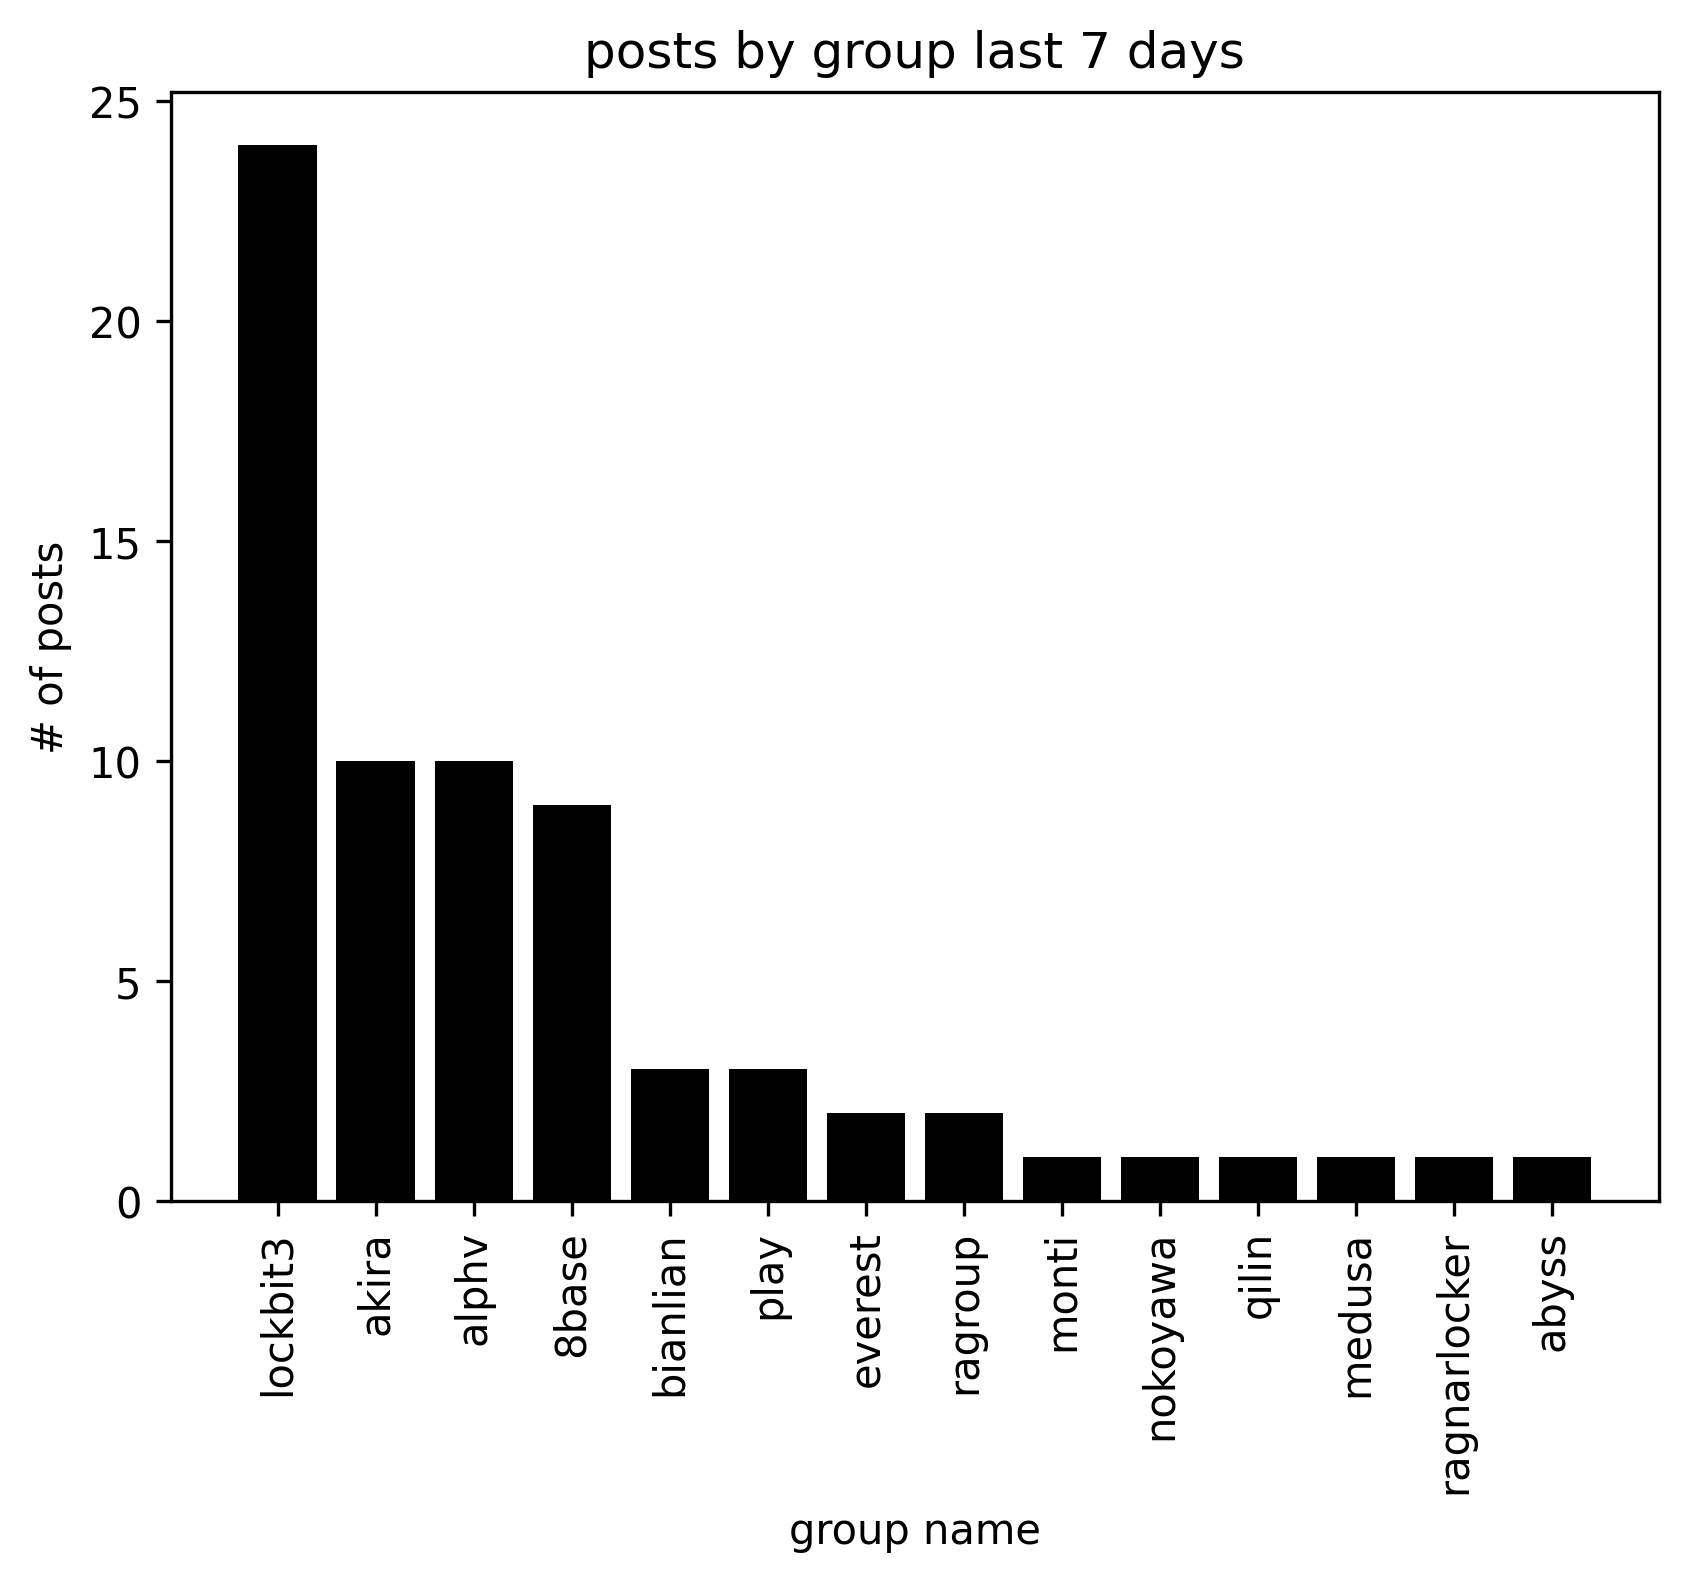 posts by group last 7 days
# of posts
25
20
15
10
5
0
lockbit3
akira
alphv
8base
bianlian
play
everest
ragroup
monti
nokoyawa
qilin
medusa
ragnarlocker
abyss
group name